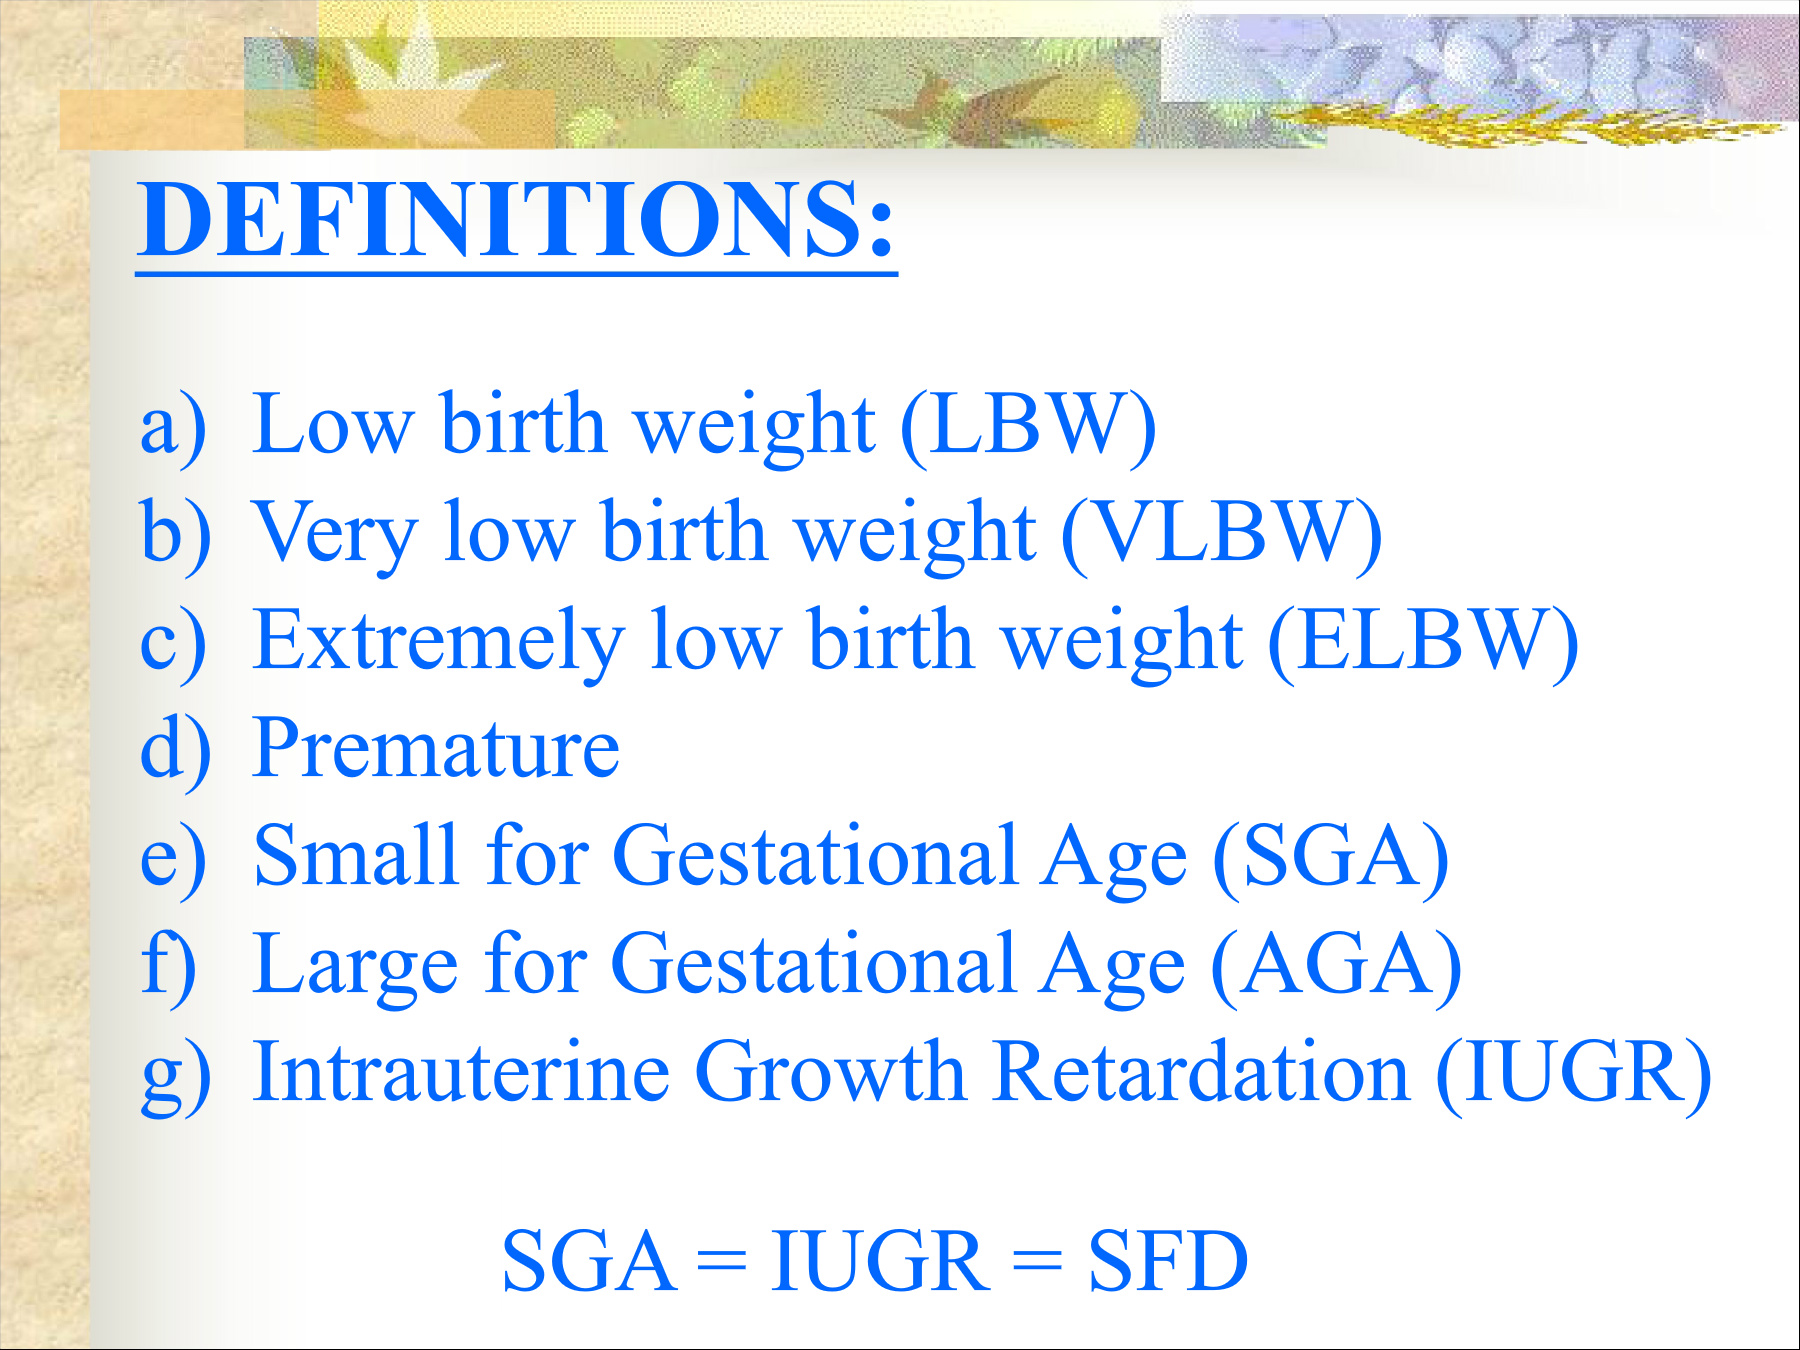 DEFINITIONS:
a) Low birth weight (LBW)
b) Very low birth weight (VLBW)
c) Extremely low birth weight (ELBW)
d) Premature
e) Small for Gestational Age (SGA)
f) Large for Gestational Age (AGA)
g) Intrauterine Growth Retardation (IUGR)
SGA = IUGR = SFD